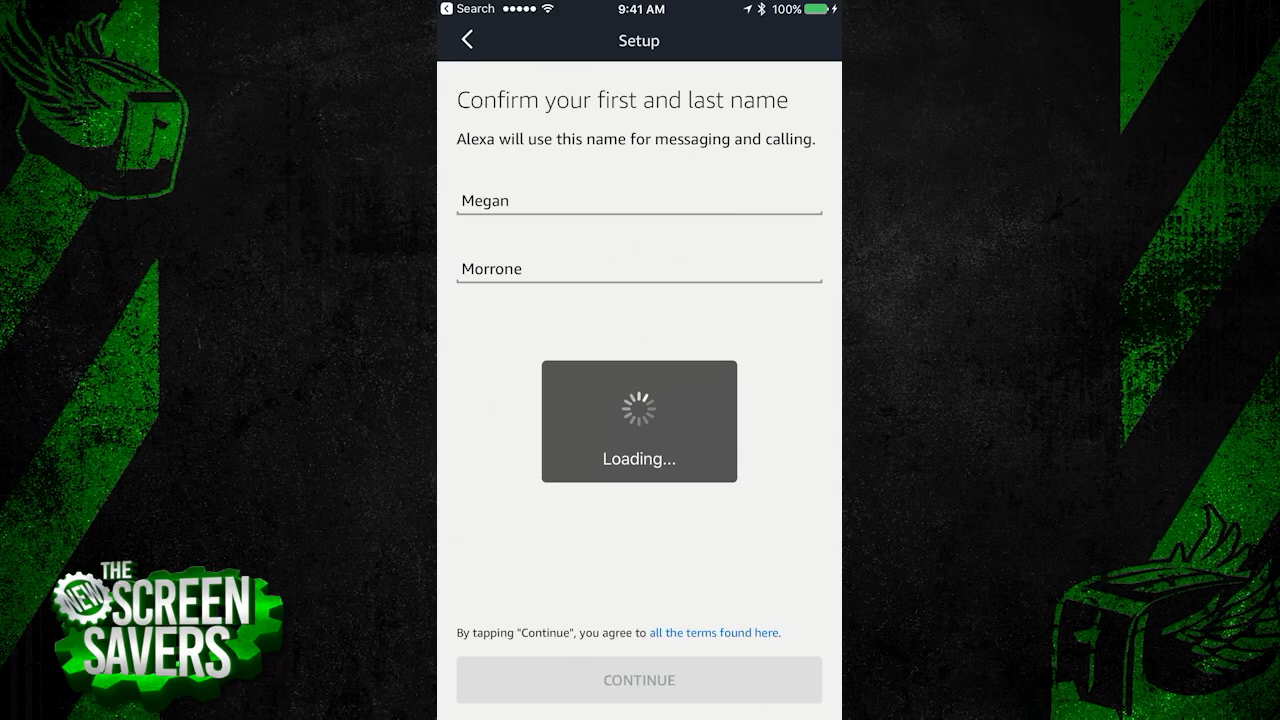 Search
9:41 AM
100%
Setup
Confirm your first and last name
Alexa will use this name for messaging and calling.
Megan
Morrone
Loading...
By tapping "Continue", you agree to all the terms found here.
CONTINUE
THE
NEW
SCREEN
SAVERS